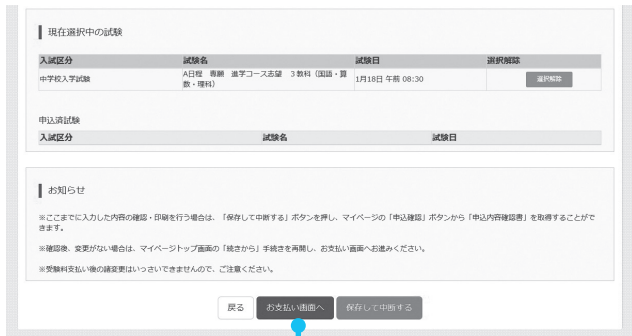 現在選択中の試験
入試区分 試験名 試験日 選択解除
中学校入学試験 A日程 専願 進学コース志望 3教科（国語・算数・理科） 1月18日 午前 08:30 選択解除
申込済試験
入試区分 試験名 試験日
お知らせ
※ここまでに入力した内容の確認・印刷を行う場合は、「保存して中断する」ボタンを押し、マイページの「申込確認」ボタンから「申込内容確認書」を取得することができます。
※確認後、変更がない場合は、マイページトップ画面の「続きから」手続きを再開し、お支払い画面へお進みください。
※受験料支払い後の諸変更はいっさいできませんので、ご注意ください。
戻る お支払い画面へ 保存して中断する